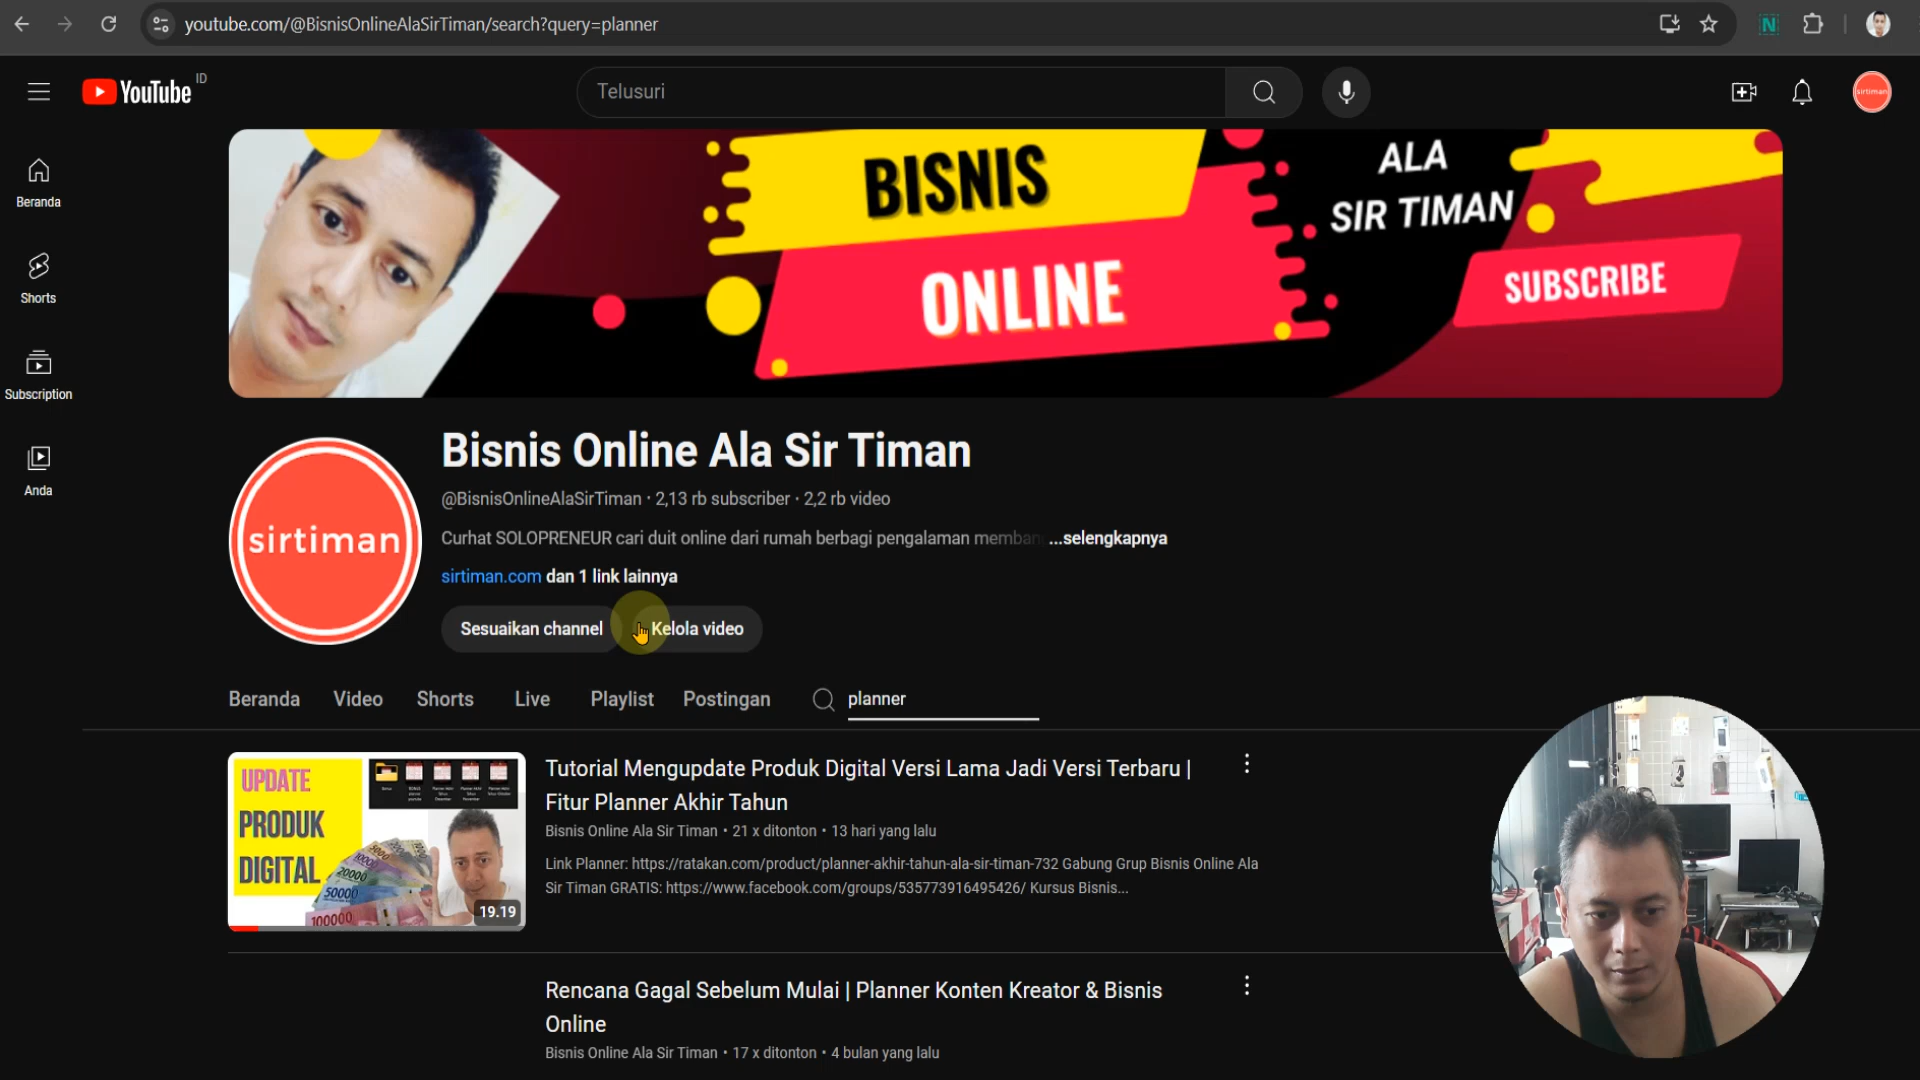 youtube.com/@BisnisOnlineAlaSirTiman/search?query=planner
YouTube ID
Telusuri
sirtiman
Beranda
Shorts
Subscription
Anda
BISNIS
ONLINE
ALA
SIR TIMAN
SUBSCRIBE
sirtiman
Bisnis Online Ala Sir Timan
@BisnisOnlineAlaSirTiman • 2,13 rb subscriber • 2,2 rb video
Curhat SOLOPRENEUR cari duit online dari rumah berbagi pengalaman memban ...selengkapnya
sirtiman.com dan 1 link lainnya
Sesuaikan channel
Kelola video
Beranda Video Shorts Live Playlist Postingan planner
UPDATE
PRODUK
DIGITAL
5000
10000
20000
50000
100000
19.19
Tutorial Mengupdate Produk Digital Versi Lama Jadi Versi Terbaru |
Fitur Planner Akhir Tahun
Bisnis Online Ala Sir Timan • 21 x ditonton • 13 hari yang lalu
Link Planner: https://ratakan.com/product/planner-akhir-tahun-ala-sir-timan-732 Gabung Grup Bisnis Online Ala
Sir Timan GRATIS: https://www.facebook.com/groups/535773916495426/ Kursus Bisnis...
Rencana Gagal Sebelum Mulai | Planner Konten Kreator & Bisnis
Online
Bisnis Online Ala Sir Timan • 17 x ditonton • 4 bulan yang lalu